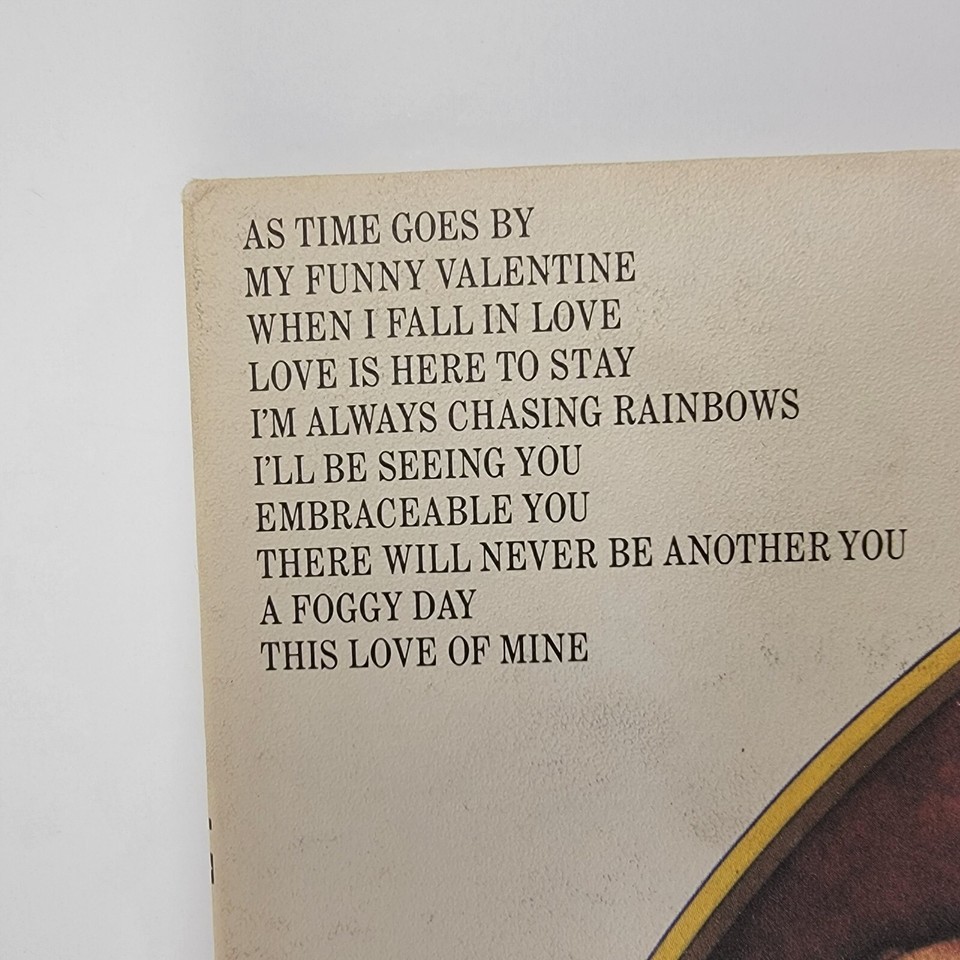 AS TIME GOES BY
MY FUNNY VALENTINE
WHEN I FALL IN LOVE
LOVE IS HERE TO STAY
I'M ALWAYS CHASING RAINBOWS
I'LL BE SEEING YOU
EMBRACEABLE YOU
THERE WILL NEVER BE ANOTHER YOU
A FOGGY DAY
THIS LOVE OF MINE